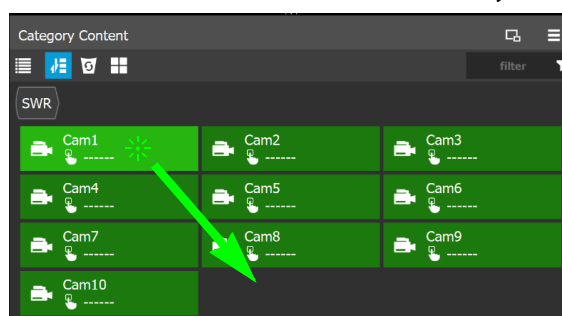 Category Content
filter
SWR
Cam1
------
Cam2
------
Cam3
------
Cam4
------
Cam5
------
Cam6
------
Cam7
------
Cam8
------
Cam9
------
Cam10
------